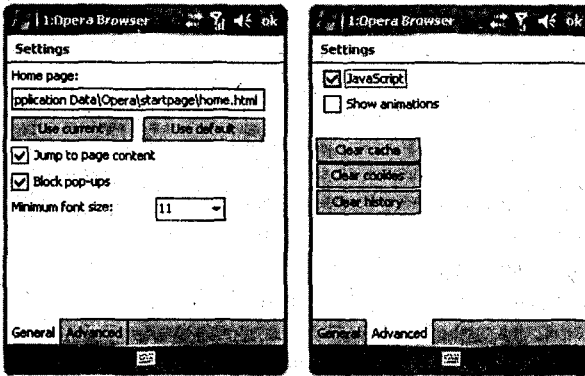 1:Opera Browser ok
Settings
Home page:
pplication Data\Opera\startpage\home.html
Use current Use default
Jump to page content
Block pop-ups
Minimum font size: 11
General Advanced
1:Opera Browser ok
Settings
JavaScript
Show animations
Clear cache
Clear cookies
Clear history
General Advanced